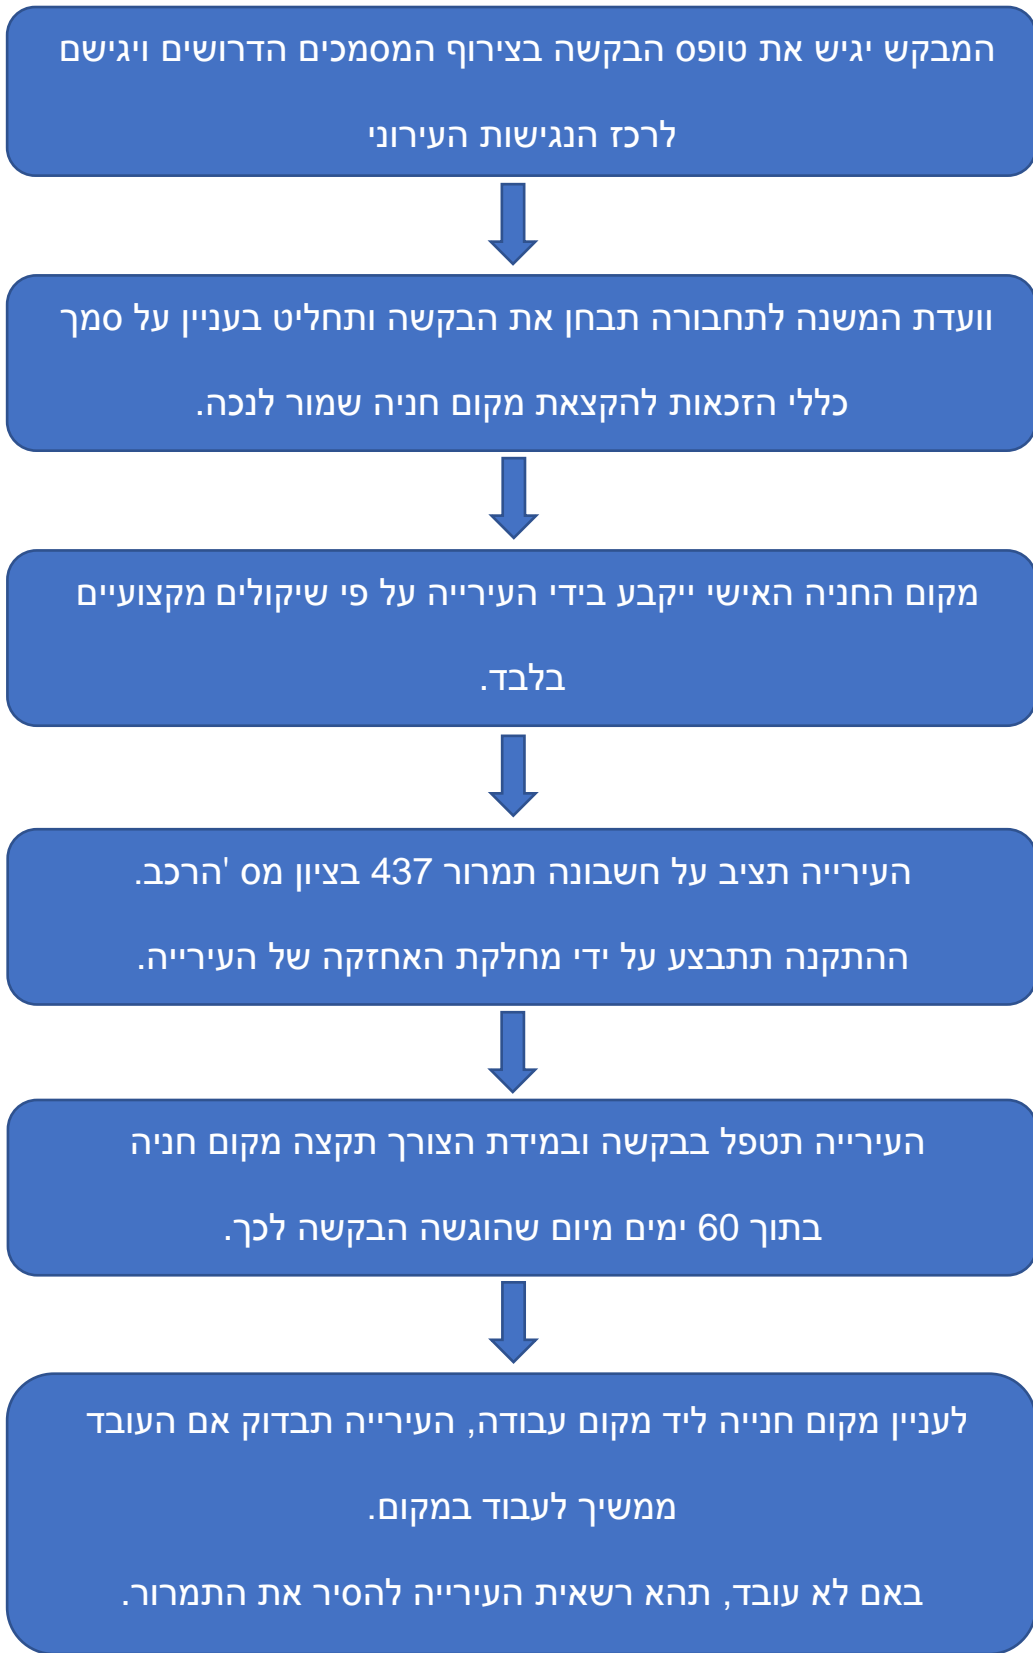 המבקש יגיש את טופס הבקשה בצירוף המסמכים הדרושים ויגישם
לרכז הנגישות העירוני
וועדת המשנה לתחבורה תבחן את הבקשה ותחליט בעניין על סמך
כללי הזכאות להקצאת מקום חניה שמור לנכה.
מקום החניה האישי ייקבע בידי העירייה על פי שיקולים מקצועיים
בלבד.
העירייה תציב על חשבונה תמרור 437 בציון מס 'הרכב.
ההתקנה תתבצע על ידי מחלקת האחזקה של העירייה.
העירייה תטפל בבקשה ובמידת הצורך תקצה מקום חניה
בתוך 60 ימים מיום שהוגשה הבקשה לכך.
לעניין מקום חנייה ליד מקום עבודה, העירייה תבדוק אם העובד
ממשיך לעבוד במקום.
באם לא עובד, תהא רשאית העירייה להסיר את התמרור.